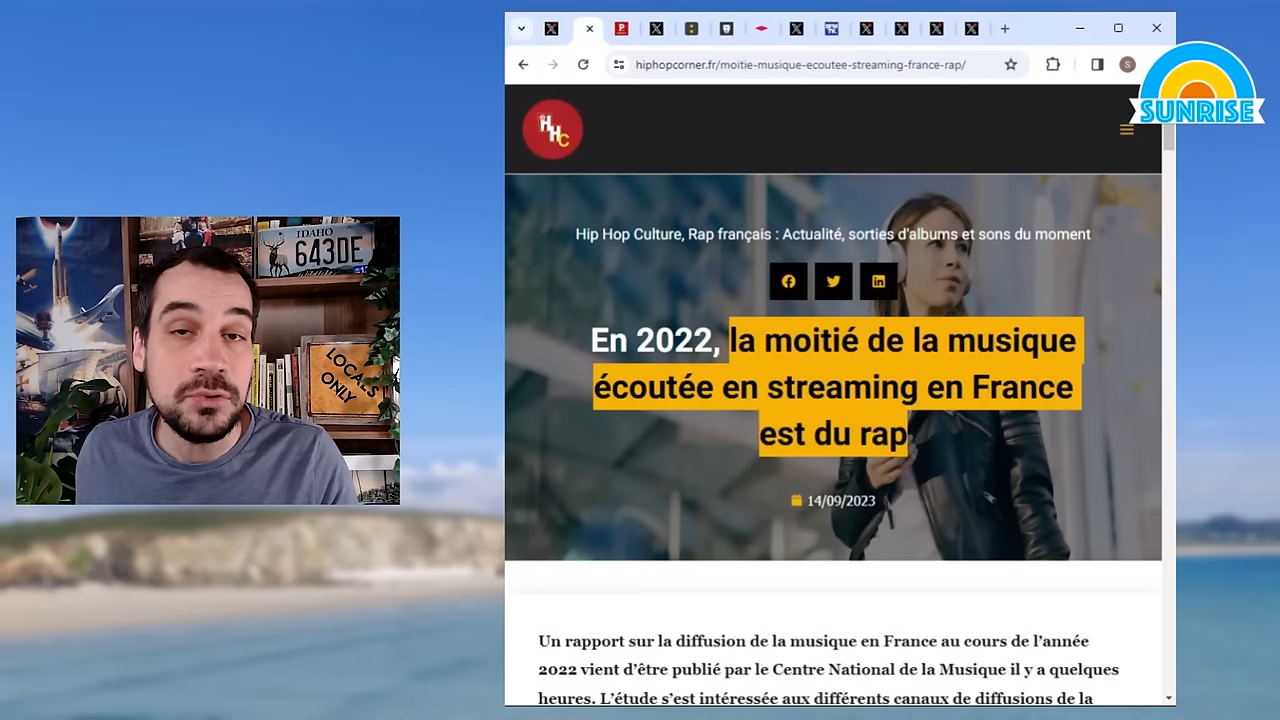 hiphopcorner.fr/moitie-musique-ecoutee-streaming-france-rap/
S
SUNRISE
HHC
IDAHO
643DE
LOCALS
ONLY
Hip Hop Culture, Rap français : Actualité, sorties d'albums et sons du moment
En 2022, la moitié de la musique
écoutée en streaming en France
est du rap
14/09/2023
Un rapport sur la diffusion de la musique en France au cours de l'année
2022 vient d'être publié par le Centre National de la Musique il y a quelques
heures. L'étude s'est intéressée aux différents canaux de diffusions de la